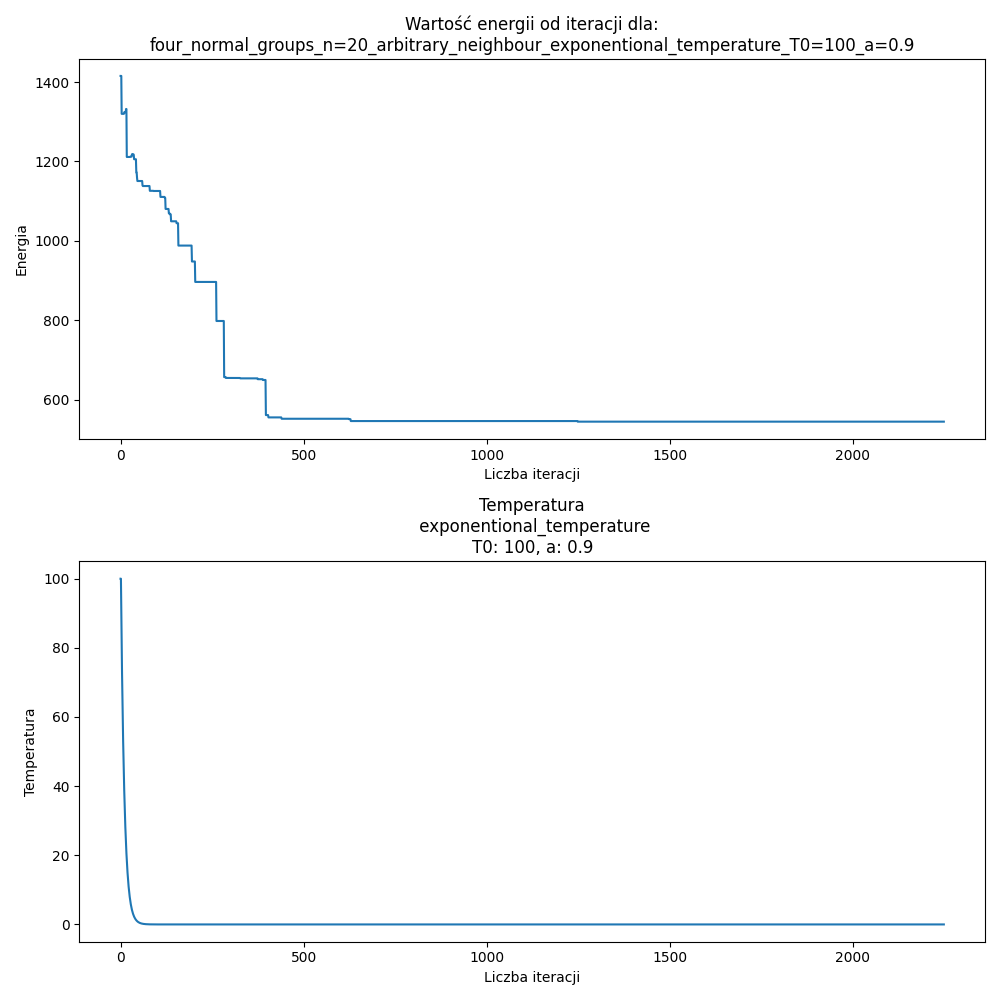 Wartość energii od iteracji dla:
four_normal_groups_n=20_arbitrary_neighbour_exponentional_temperature_T0=100_a=0.9
1400
1200
1000
800
600
Energia
0
500
1000
1500
2000
Liczba iteracji
Temperatura
exponentional_temperature
T0: 100, a: 0.9
100
80
60
40
20
0
Temperatura
0
500
1000
1500
2000
Liczba iteracji